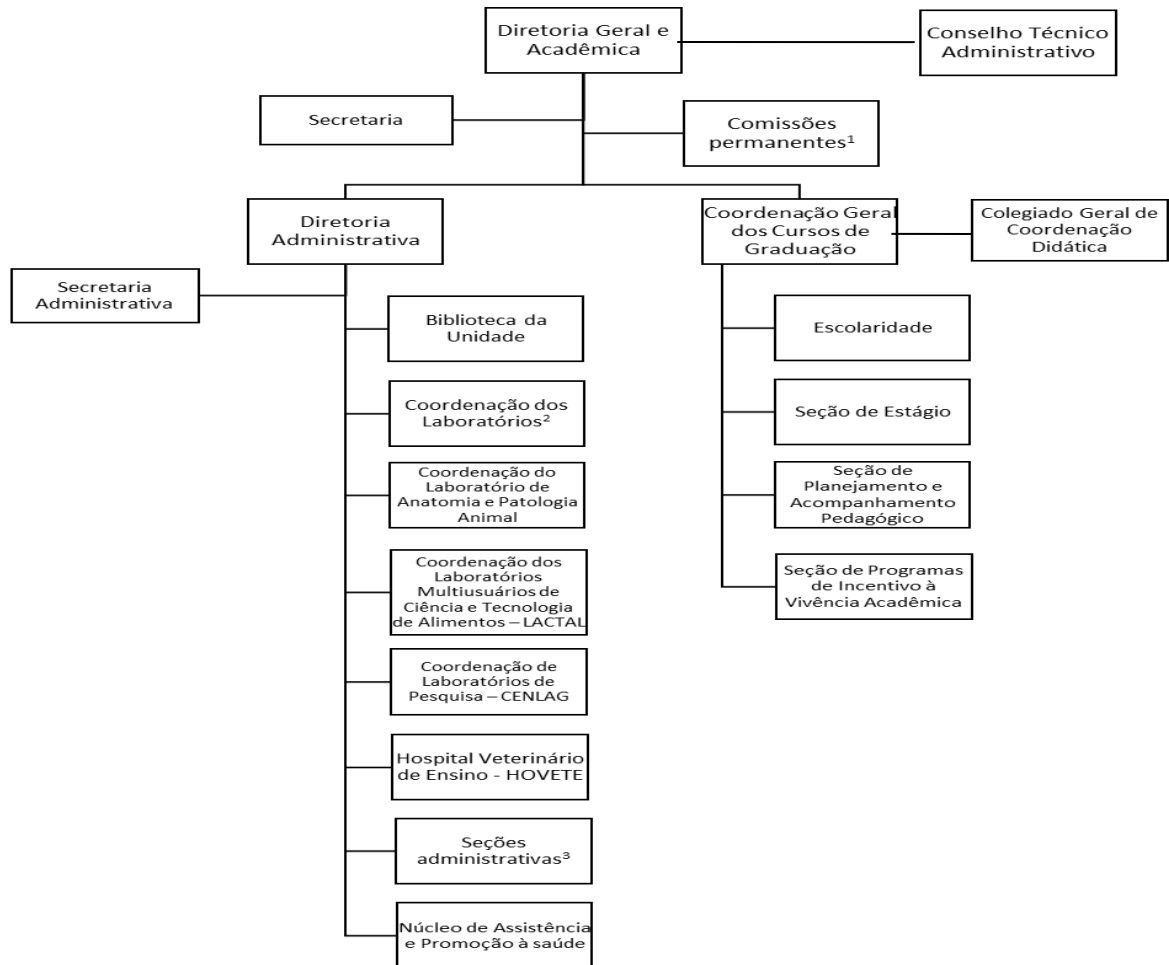 Diretoria Geral e
Acadêmica
Conselho Técnico
Administrativo
Secretaria
Comissões
permanentes¹
Diretoria
Administrativa
Coordenação Geral
dos Cursos de
Graduação
Colegiado Geral de
Coordenação
Didática
Secretaria
Administrativa
Biblioteca da
Unidade
Coordenação dos
Laboratórios²
Coordenação do
Laboratório de
Anatomia e Patologia
Animal
Coordenação dos
Laboratórios
Multiusuários de
Ciência e Tecnologia
de Alimentos – LACTAL
Coordenação de
Laboratórios de
Pesquisa – CENLAG
Hospital Veterinário
de Ensino - HOVETE
Seções
administrativas³
Núcleo de Assistência
e Promoção à saúde
Escolaridade
Seção de Estágio
Seção de
Planejamento e
Acompanhamento
Pedagógico
Seção de Programas
de Incentivo à
Vivência Acadêmica